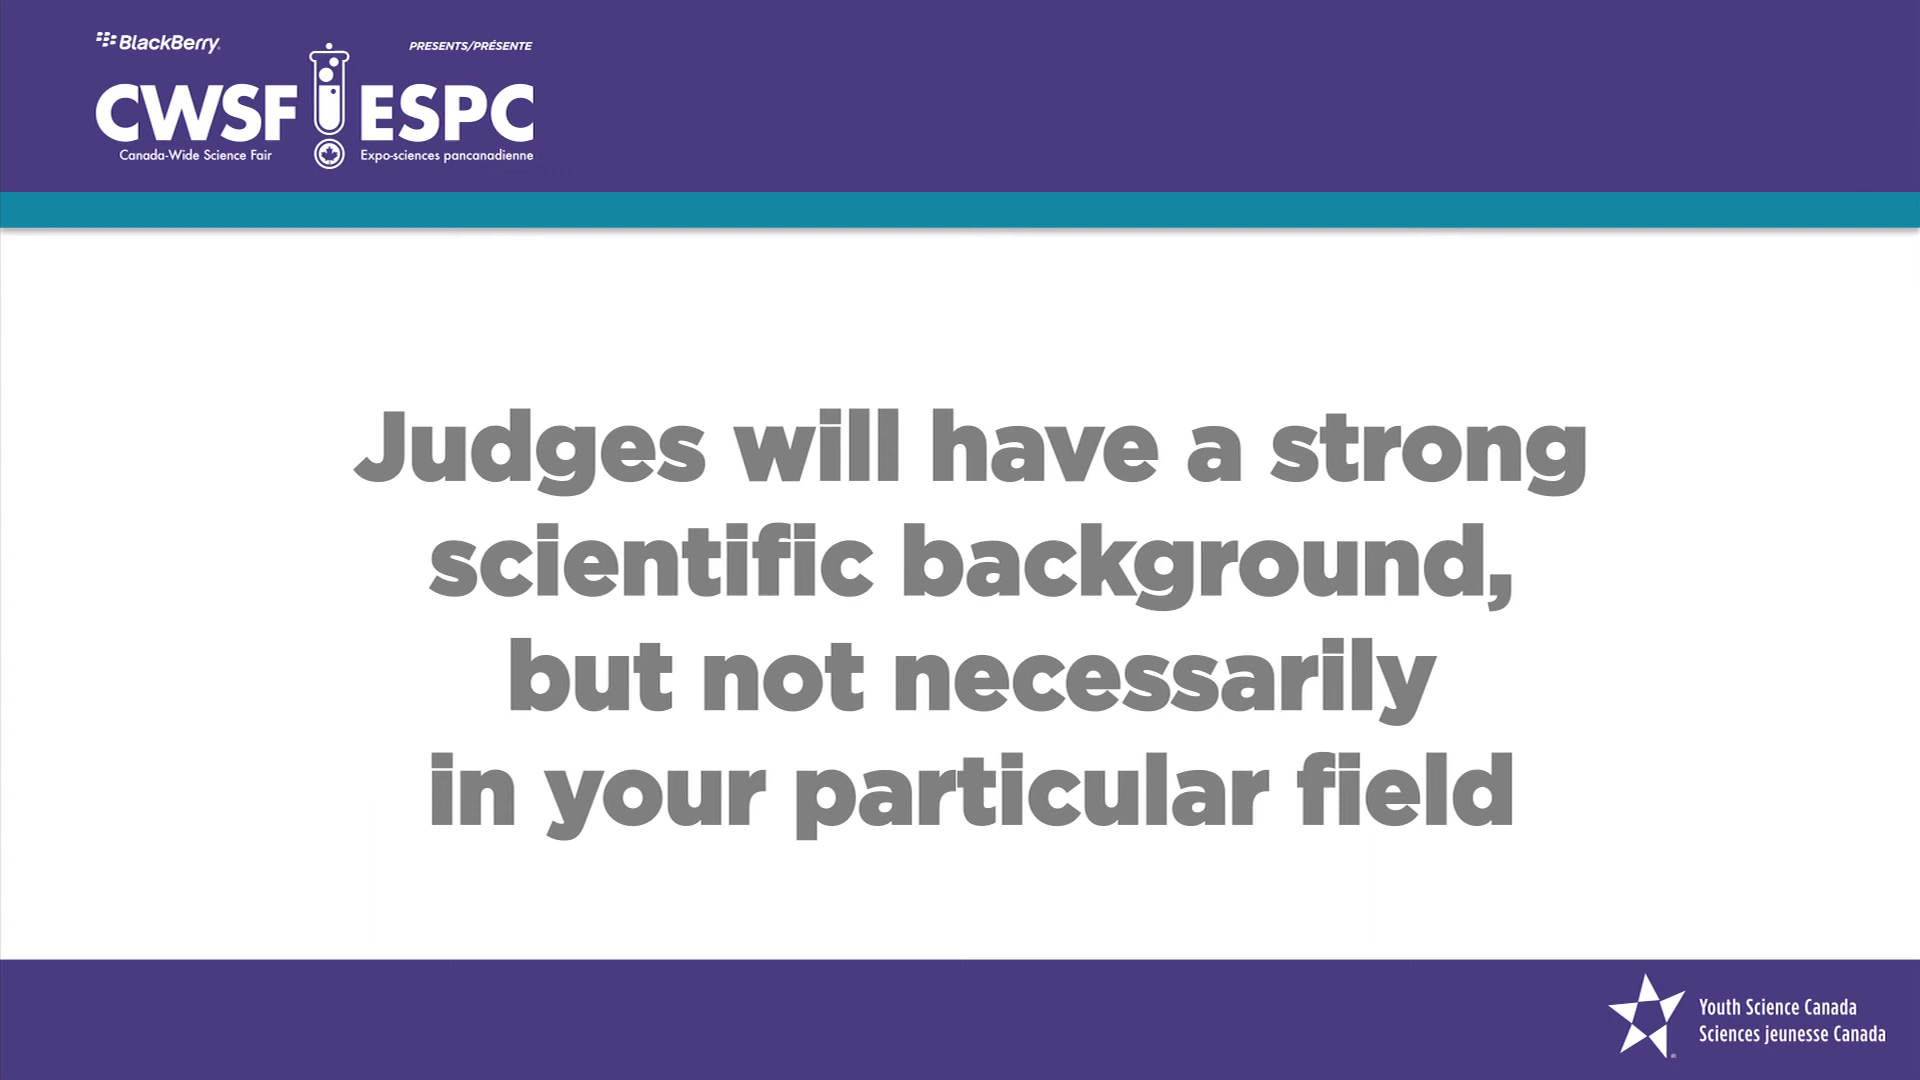 BlackBerry
PRESENTS/PRÉSENTE
CWSF ESPC
Canada-Wide Science Fair
Expo-sciences pancanadienne
Judges will have a strong
scientific background,
but not necessarily
in your particular field
Youth Science Canada
Sciences jeunesse Canada